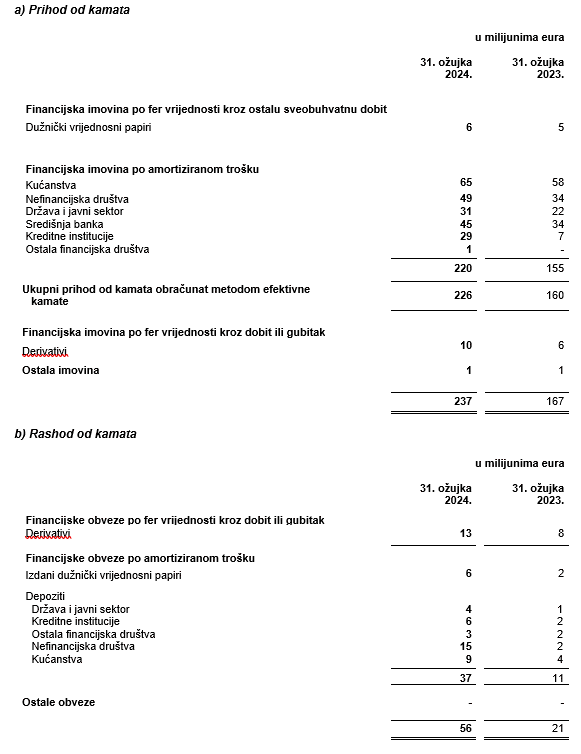 a) Prihod od kamata
u milijunima eura
31. ožujka 31. ožujka
2024. 2023.
Financijska imovina po fer vrijednosti kroz ostalu sveobuhvatnu dobit
Dužnički vrijednosni papiri 6 5
Financijska imovina po amortiziranom trošku
Kućanstva 65 58
Nefinancijska društva 49 34
Država i javni sektor 31 22
Središnja banka 45 34
Kreditne institucije 29 7
Ostala financijska društva 1 -
220 155
Ukupni prihod od kamata obračunat metodom efektivne
kamate 226 160
Financijska imovina po fer vrijednosti kroz dobit ili gubitak
Derivativi 10 6
Ostala imovina 1 1
237 167
b) Rashod od kamata
u milijunima eura
31. ožujka 31. ožujka
2024. 2023.
Financijske obveze po fer vrijednosti kroz dobit ili gubitak
Derivativi 13 8
Financijske obveze po amortiziranom trošku
Izdani dužnički vrijednosni papiri 6 2
Depoziti
Država i javni sektor 4 1
Kreditne institucije 6 2
Ostala financijska društva 3 2
Nefinancijska društva 15 2
Kućanstva 9 4
37 11
Ostale obveze - -
56 21